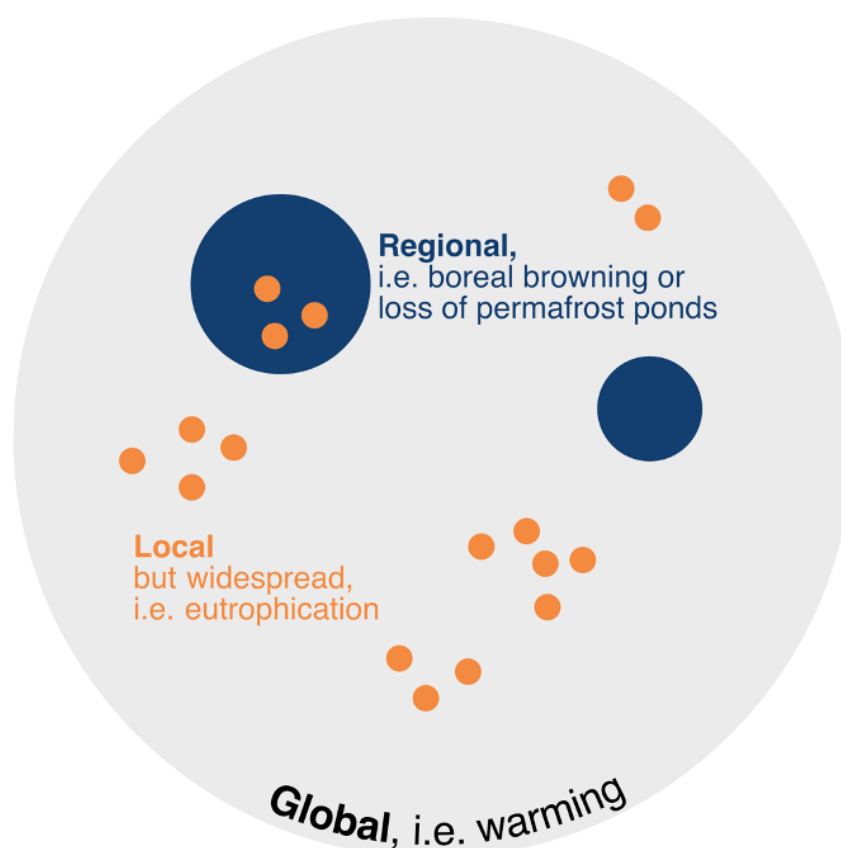 Regional,
i.e. boreal browning or
loss of permafrost ponds
Local
but widespread,
i.e. eutrophication
Global, i.e. warming